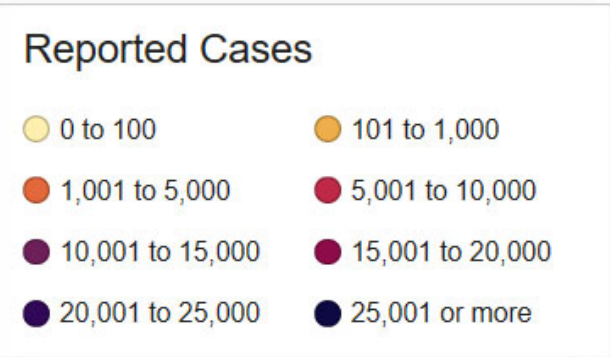 Reported Cases
0 to 100
101 to 1,000
1,001 to 5,000
5,001 to 10,000
10,001 to 15,000
15,001 to 20,000
20,001 to 25,000
25,001 or more